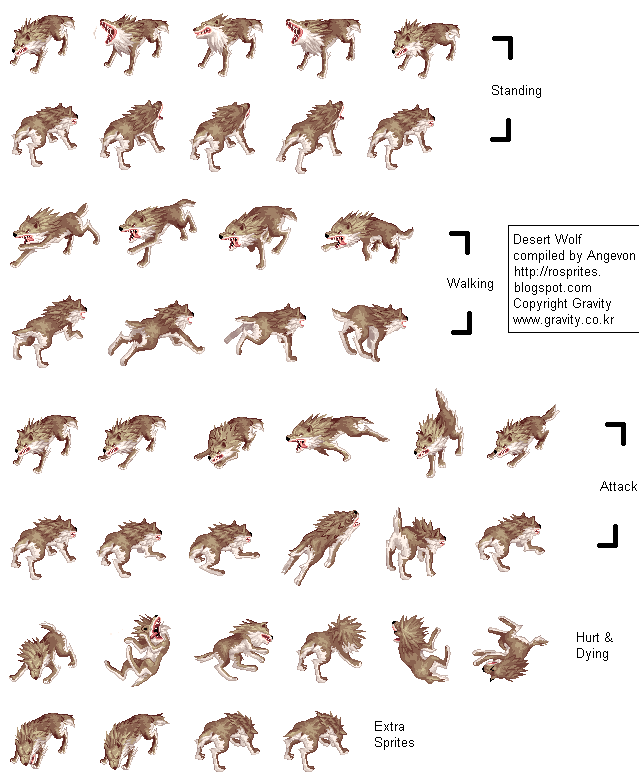 Standing
Desert Wolf
compiled by Angevon
http://rosprites.
blogspot.com
Copyright Gravity
www.gravity.co.kr
Walking
Attack
Hurt &
Dying
Extra
Sprites